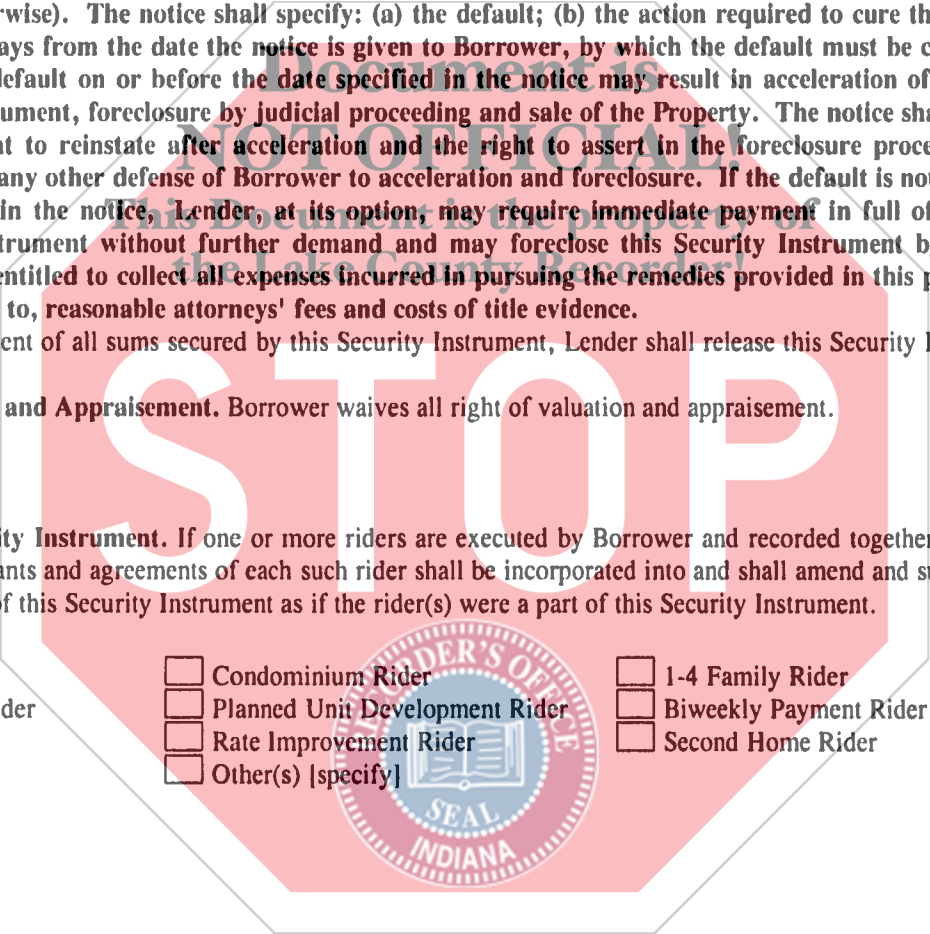 rwise). The notice shall specify: (a) the default; (b) the action required to cure th
ays from the date the notice is given to Borrower, by which the default must be c
Document is
default on or before the date specified in the notice may result in acceleration of
ument, foreclosure by judicial proceeding and sale of the Property. The notice sha
NOT OFFICIAL!
nt to reinstate after acceleration and the right to assert in the foreclosure proce
any other defense of Borrower to acceleration and foreclosure. If the default is no
This Document is the property of
in the notice, Lender, at its option, may require immediate payment in full of
trument without further demand and may foreclose this Security Instrument b
the Lake County Recorder!
entitled to collect all expenses incurred in pursuing the remedies provided in this p
to, reasonable attorneys' fees and costs of title evidence.
ent of all sums secured by this Security Instrument, Lender shall release this Security I
STOP
and Appraisement. Borrower waives all right of valuation and appraisement.
ity Instrument. If one or more riders are executed by Borrower and recorded together
ants and agreements of each such rider shall be incorporated into and shall amend and su
of this Security Instrument as if the rider(s) were a part of this Security Instrument.
Condominium Rider
1-4 Family Rider
der
Planned Unit Development Rider
Biweekly Payment Rider
Rate Improvement Rider
Second Home Rider
Other(s) [specify]
RECORDER'S OFFICE
SEAL
INDIANA